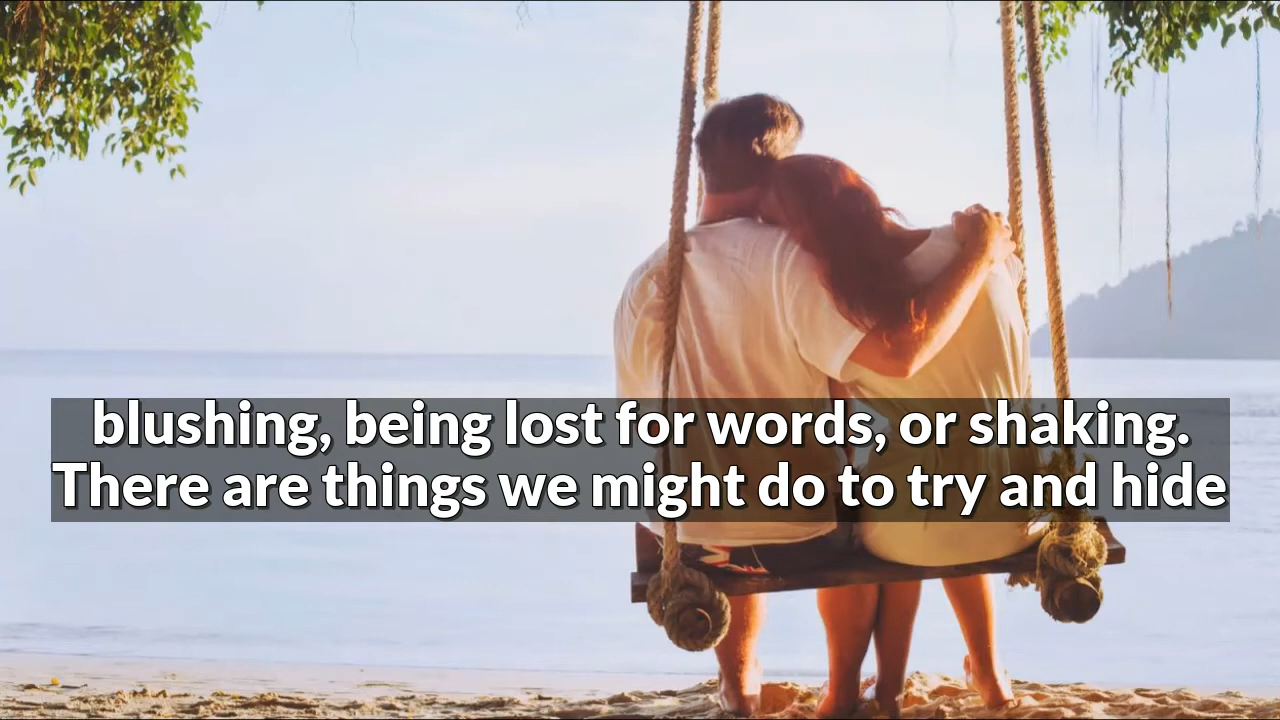 blushing, being lost for words, or shaking.
There are things we might do to try and hide